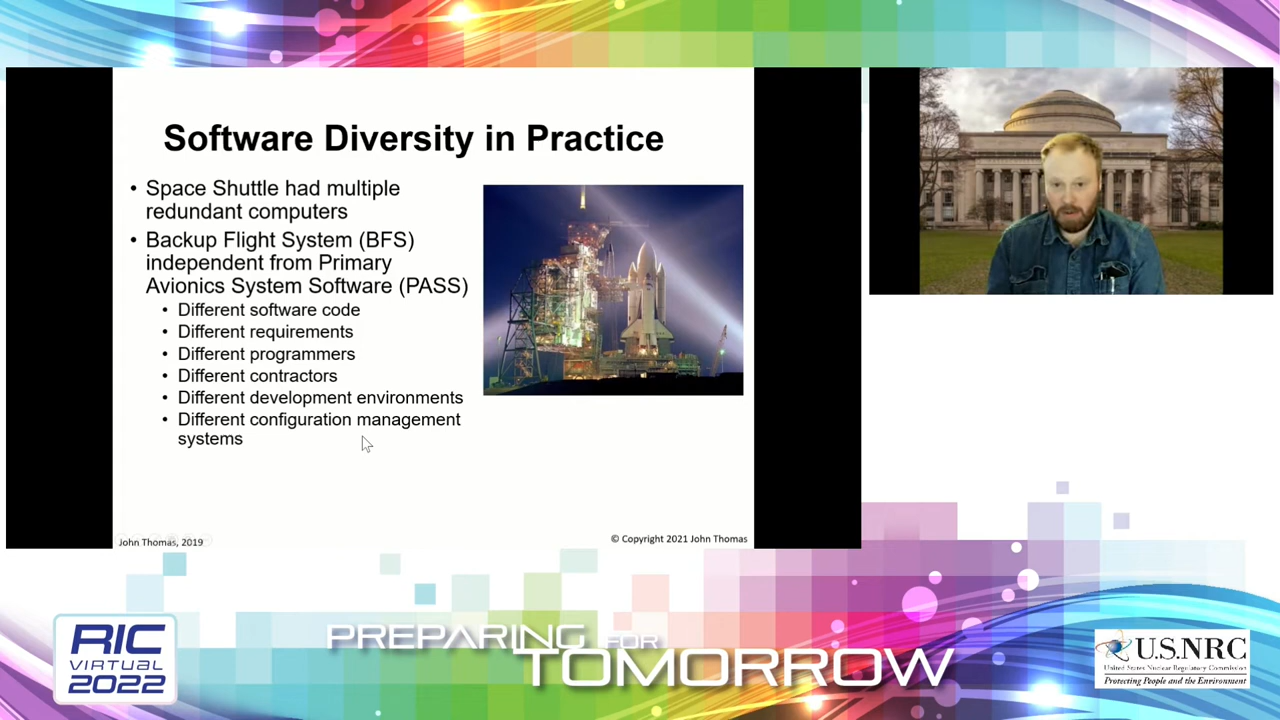 Software Diversity in Practice
• Space Shuttle had multiple
redundant computers
• Backup Flight System (BFS)
independent from Primary
Avionics System Software (PASS)
• Different software code
• Different requirements
• Different programmers
• Different contractors
• Different development environments
• Different configuration management
systems
John Thomas, 2019
© Copyright 2021 John Thomas
RIC
VIRTUAL
2022
PREPARING FOR
TOMORROW
U.S.NRC
United States Nuclear Regulatory Commission
Protecting People and the Environment